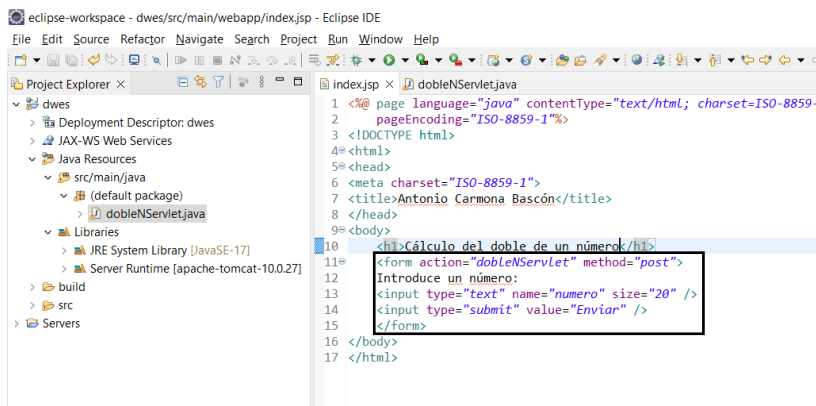 eclipse-workspace - dwes/src/main/webapp/index.jsp - Eclipse IDE
File Edit Source Refactor Navigate Search Project Run Window Help
Project Explorer
index.jsp dobleNServlet.java
dwes
Deployment Descriptor: dwes
JAX-WS Web Services
Java Resources
src/main/java
(default package)
dobleNServlet.java
Libraries
JRE System Library [JavaSE-17]
Server Runtime [apache-tomcat-10.0.27]
build
src
Servers
1 <%@ page language="java" contentType="text/html; charset=ISO-8859-
2 pageEncoding="ISO-8859-1"%>
3 <!DOCTYPE html>
4 <html>
5 <head>
6 <meta charset="ISO-8859-1">
7 <title>Antonio Carmona Bascón</title>
8 </head>
9 <body>
10 <h1>Cálculo del doble de un número</h1>
11 <form action="dobleNServlet" method="post">
12 Introduce un número:
13 <input type="text" name="numero" size="20" />
14 <input type="submit" value="Enviar" />
15 </form>
16 </body>
17 </html>